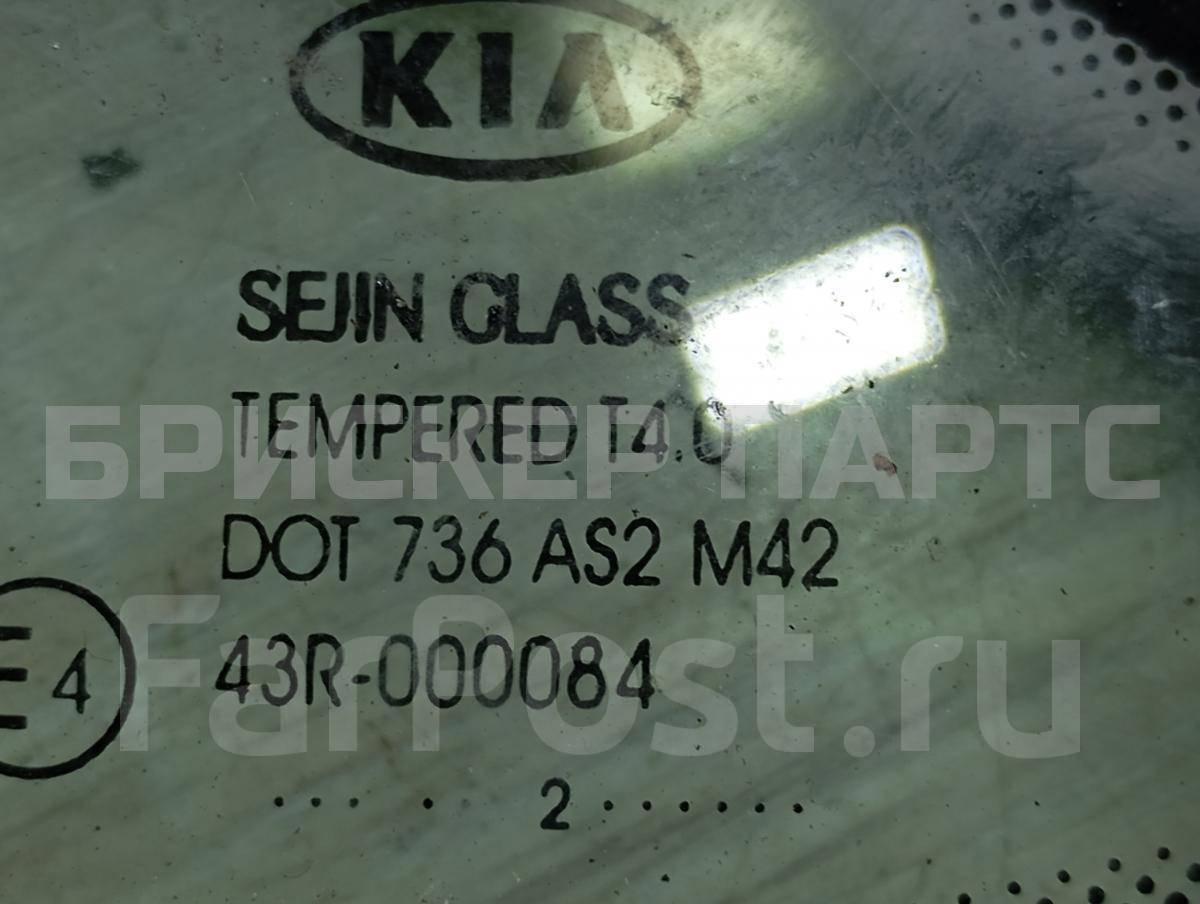 KIA
SEJIN GLASS
TEMPERED T4.0
БРИСКЕР ПАРТС
DOT 736 AS2 M42
FarPost.ru
E4
43R-000084
.. . . 2 . . . . . .